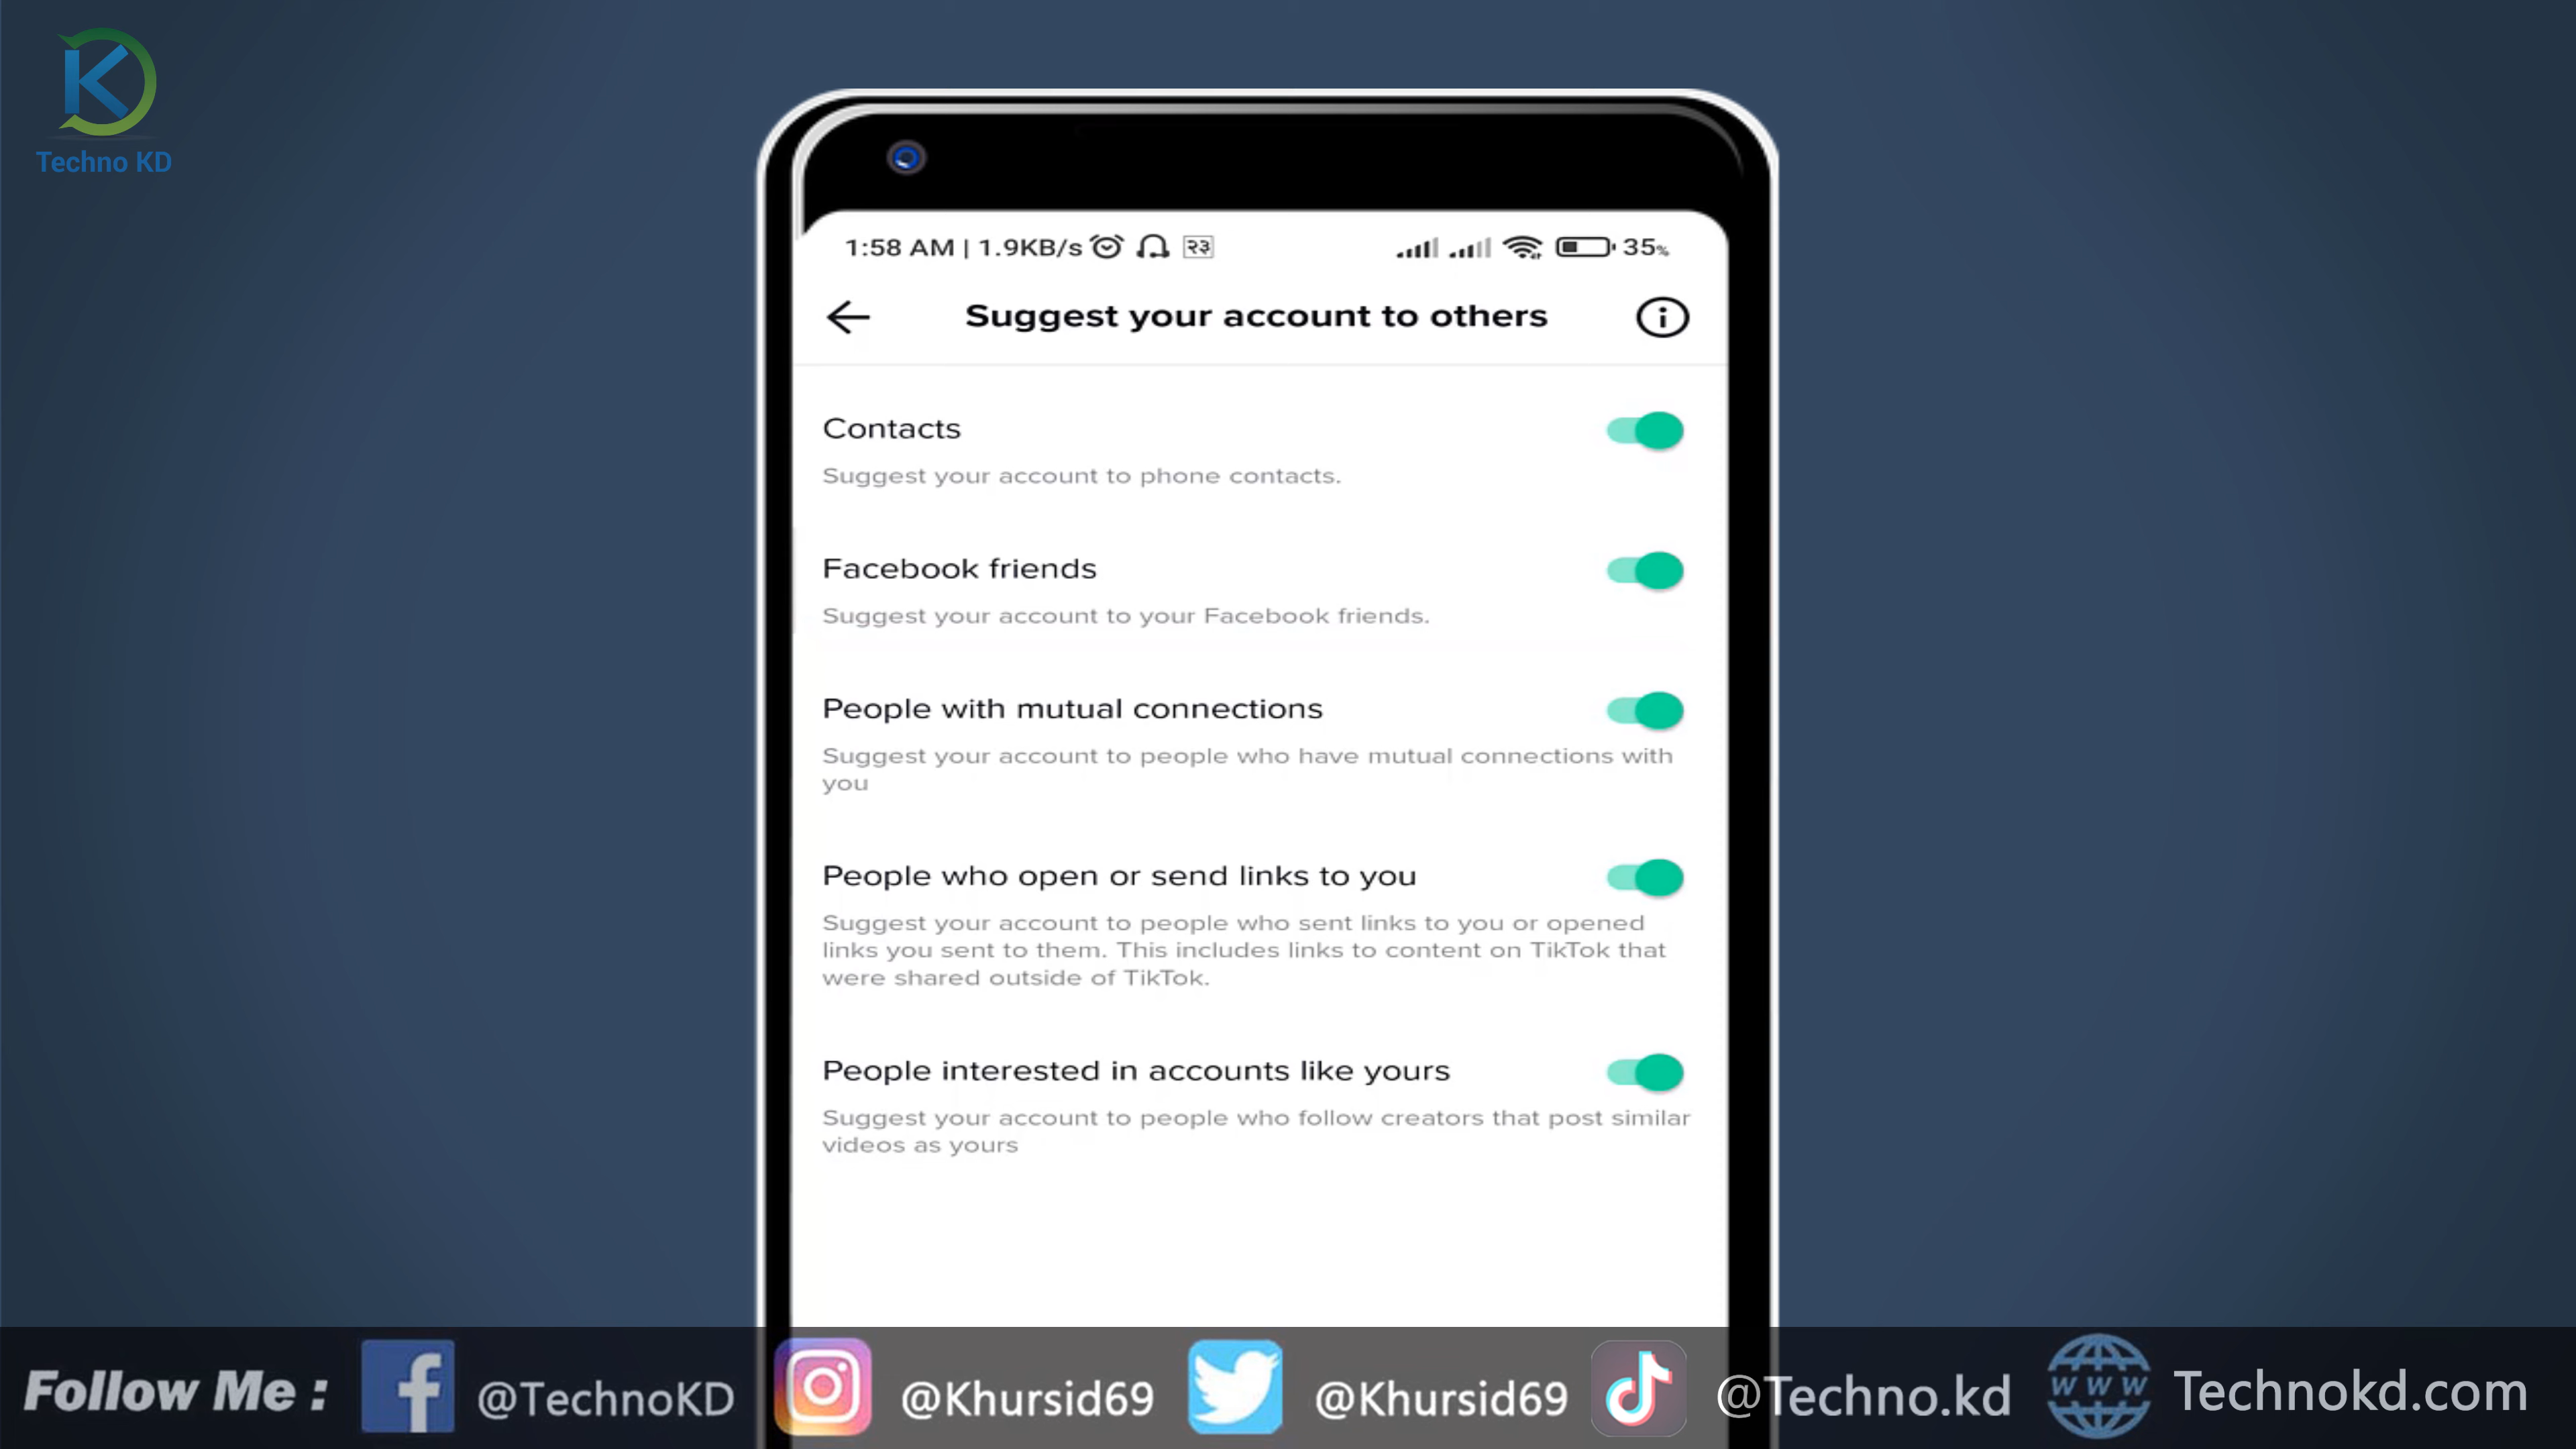 Techno KD
1:58 AM | 1.9KB/s २३ 35%
Suggest your account to others
Contacts
Suggest your account to phone contacts.
Facebook friends
Suggest your account to your Facebook friends.
People with mutual connections
Suggest your account to people who have mutual connections with
you
People who open or send links to you
Suggest your account to people who sent links to you or opened
links you sent to them. This includes links to content on TikTok that
were shared outside of TikTok.
People interested in accounts like yours
Suggest your account to people who follow creators that post similar
videos as yours
Follow Me : @TechnoKD @Khursid69 @Khursid69 @Techno.kd WWW Technokd.com